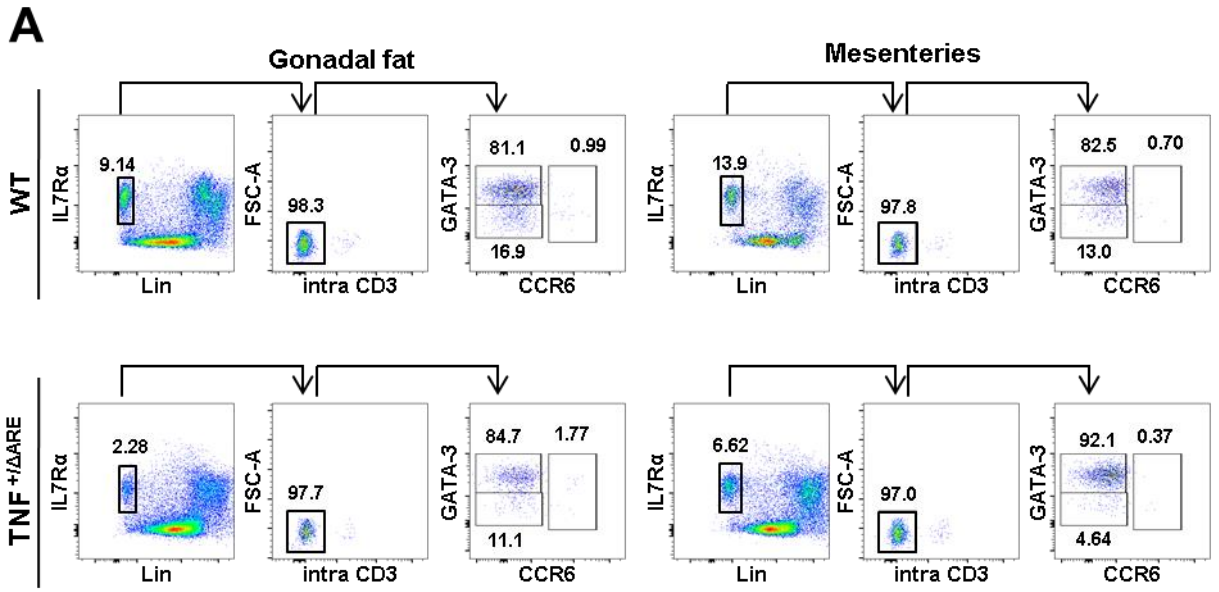 A
Gonadal fat
Mesenteries
WT
IL7Rα
9.14
Lin
FSC-A
98.3
intra CD3
GATA-3
81.1
0.99
16.9
CCR6
IL7Rα
13.9
Lin
FSC-A
97.8
intra CD3
GATA-3
82.5
0.70
13.0
CCR6
TNF+/ΔARE
IL7Rα
2.28
Lin
FSC-A
97.7
intra CD3
GATA-3
84.7
1.77
11.1
CCR6
IL7Rα
6.62
Lin
FSC-A
97.0
intra CD3
GATA-3
92.1
0.37
4.64
CCR6